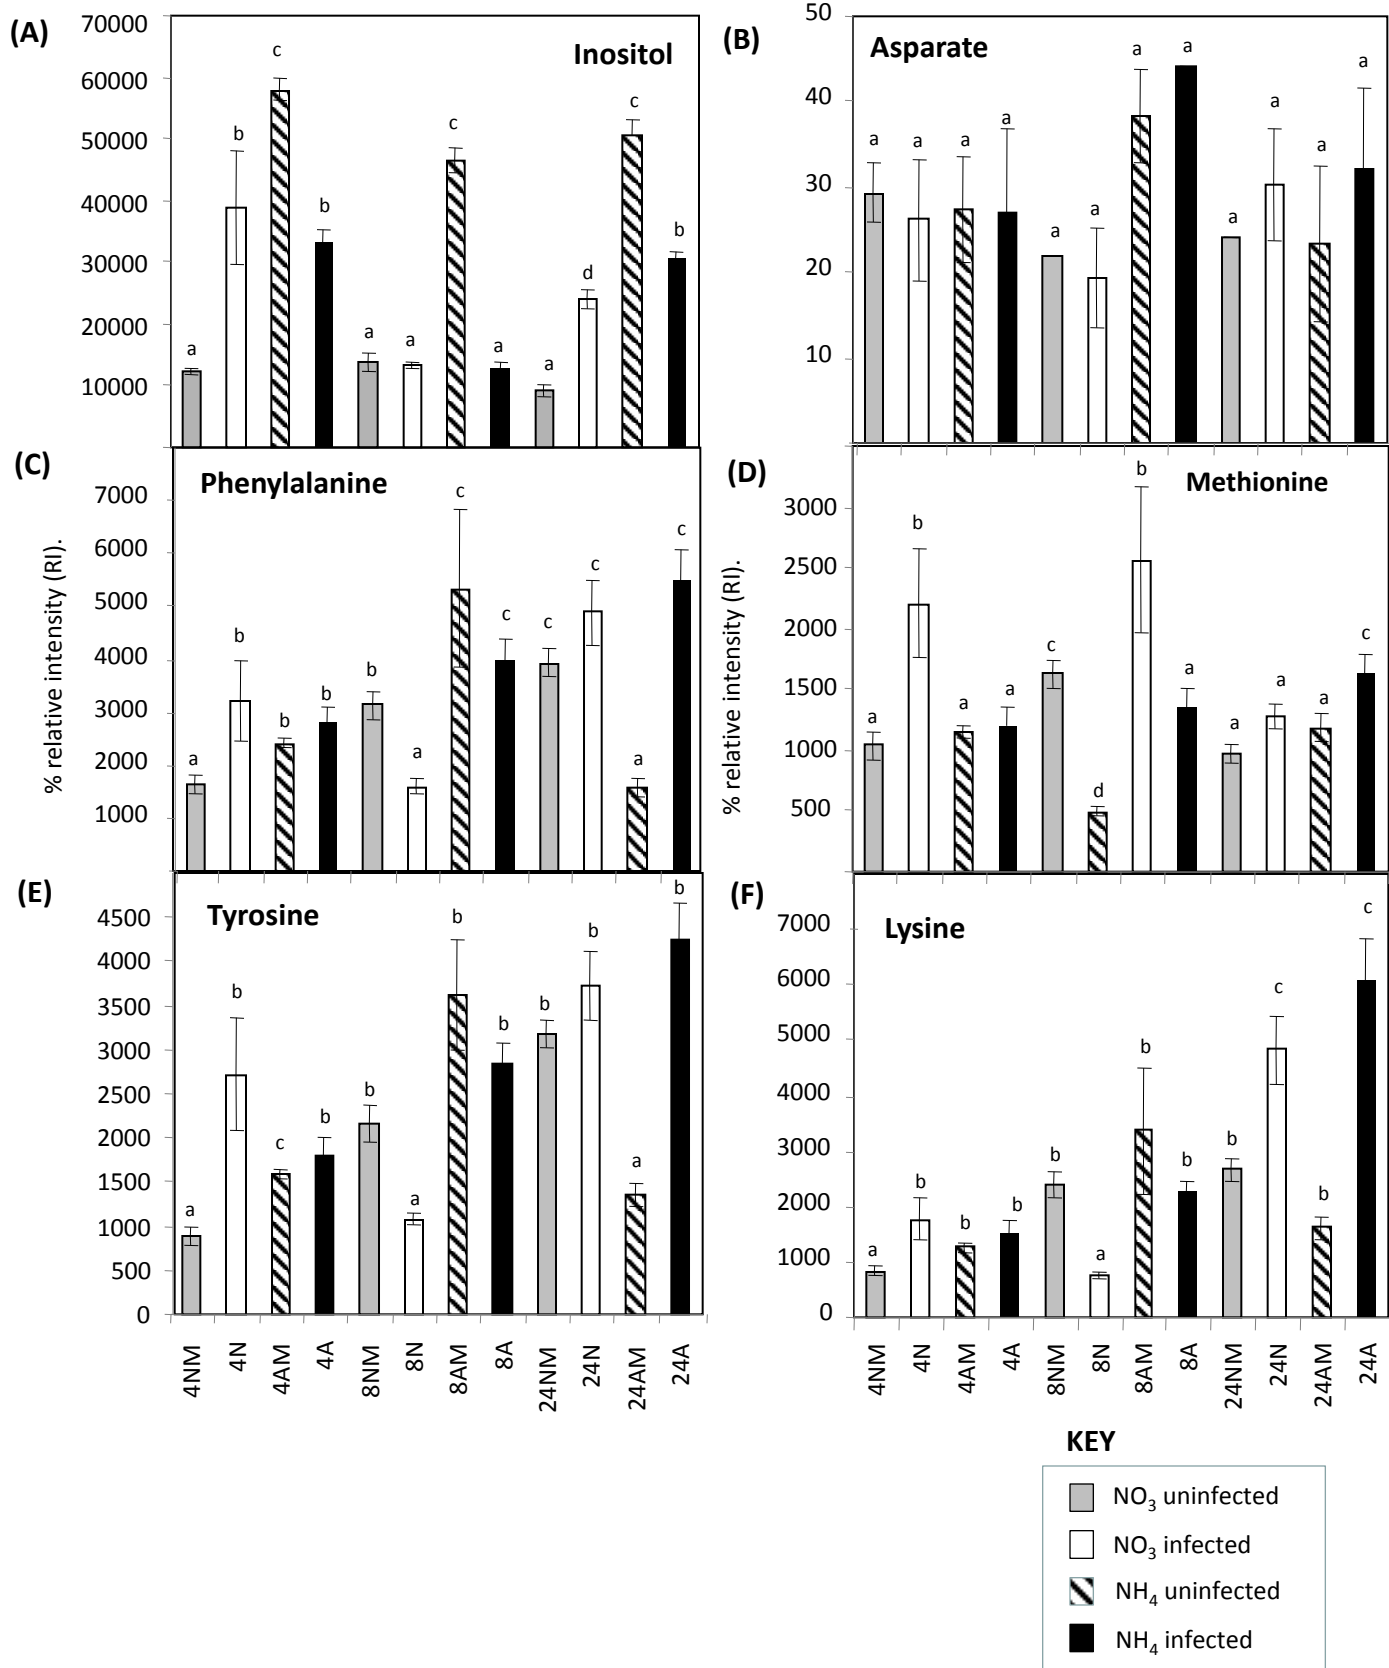 (A)
Inositol
70000
60000
50000
40000
30000
20000
10000
a
b
c
b
a
a
c
a
a
d
c
b
(B)
Asparate
50
40
30
20
10
a
a
a
a
a
a
a
a
a
a
a
a
(C)
Phenylalanine
% relative intensity (RI).
7000
6000
5000
4000
3000
2000
1000
a
b
b
b
b
a
c
c
c
c
a
c
(D)
Methionine
% relative intensity (RI).
3000
2500
2000
1500
1000
500
a
b
a
a
c
d
b
a
a
a
a
c
(E)
Tyrosine
4500
4000
3500
3000
2500
2000
1500
1000
500
0
a
b
c
b
b
a
b
b
b
b
a
b
4NM
4N
4AM
4A
8NM
8N
8AM
8A
24NM
24N
24AM
24A
(F)
Lysine
7000
6000
5000
4000
3000
2000
1000
0
a
b
b
b
b
a
b
b
b
c
b
c
4NM
4N
4AM
4A
8NM
8N
8AM
8A
24NM
24N
24AM
24A
KEY
NO3 uninfected
NO3 infected
NH4 uninfected
NH4 infected